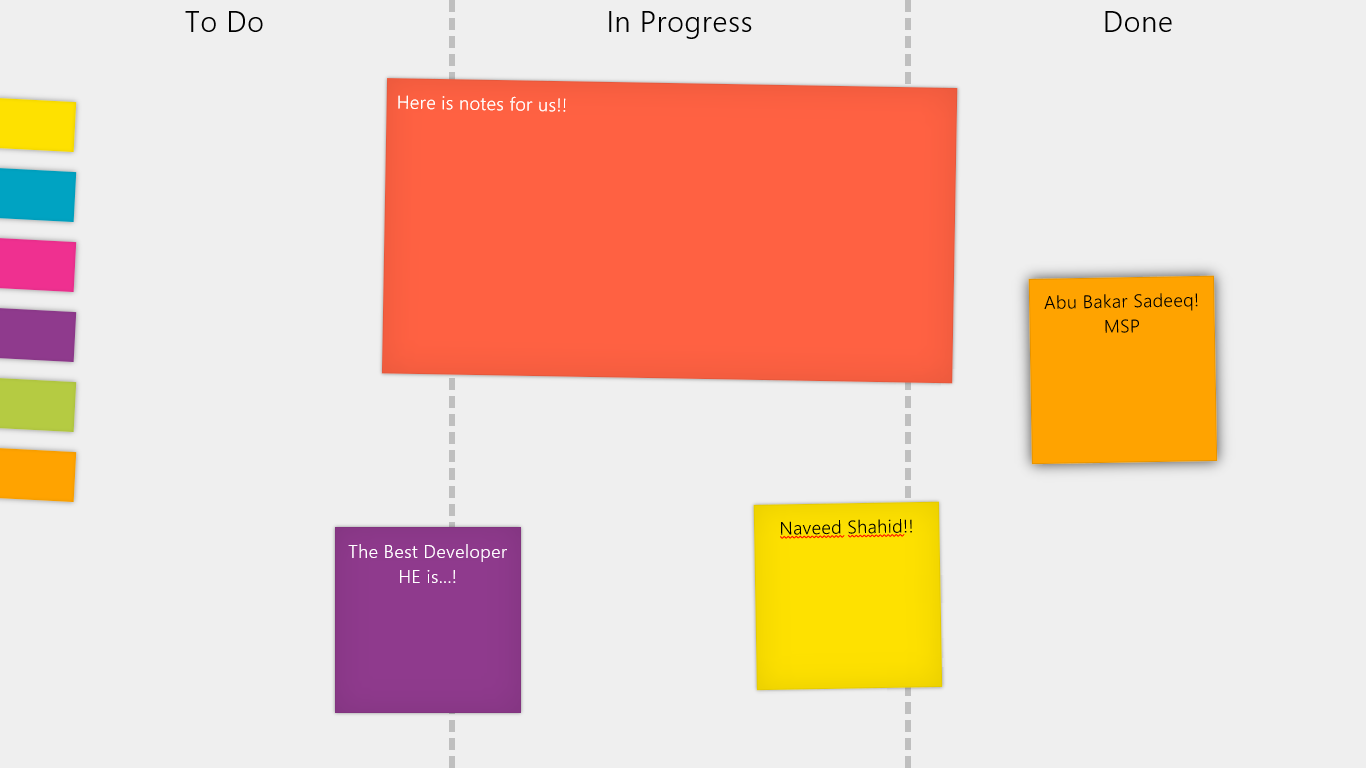 To Do
In Progress
Done
Here is notes for us!!
Abu Bakar Sadeeq!
MSP
The Best Developer
HE is...!
Naveed Shahid!!